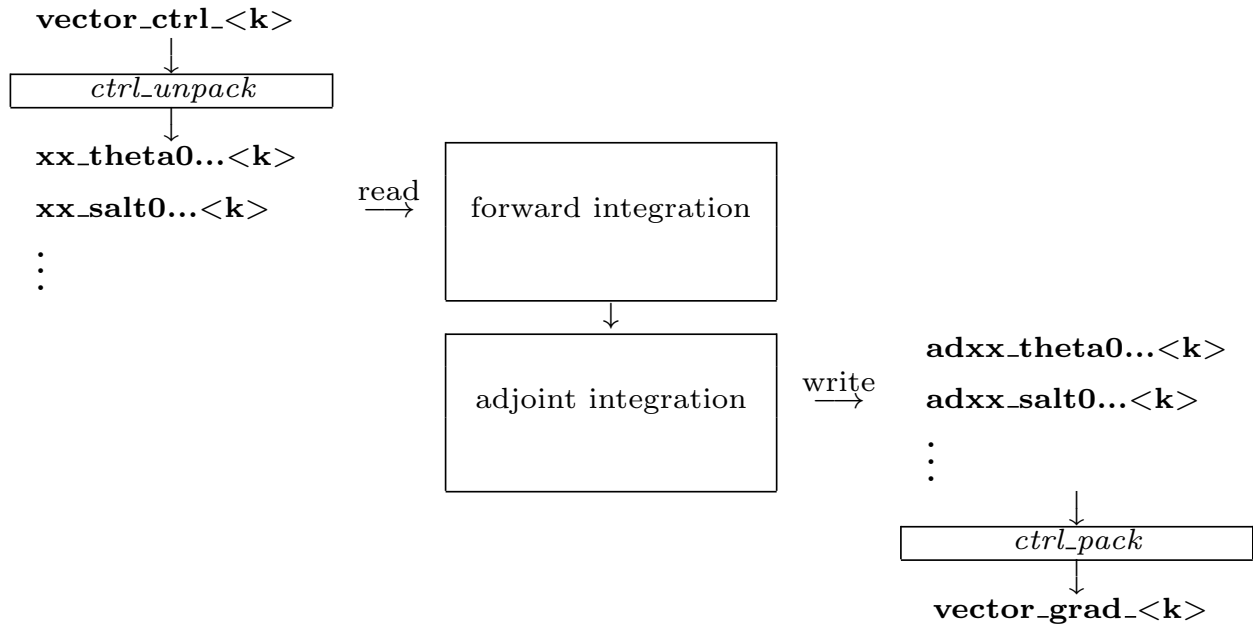 vector_ctrl_<k>
ctrl_unpack
xx_theta0...<k>
xx_salt0...<k>
read
forward integration
adjoint integration
write
adxx_theta0...<k>
adxx_salt0...<k>
ctrl_pack
vector_grad_<k>